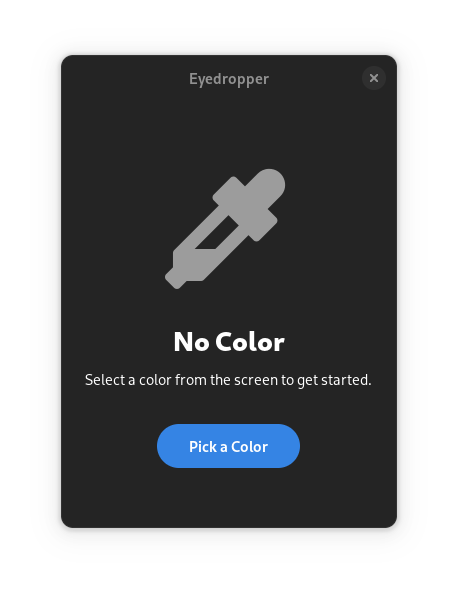 Eyedropper
No Color
Select a color from the screen to get started.
Pick a Color